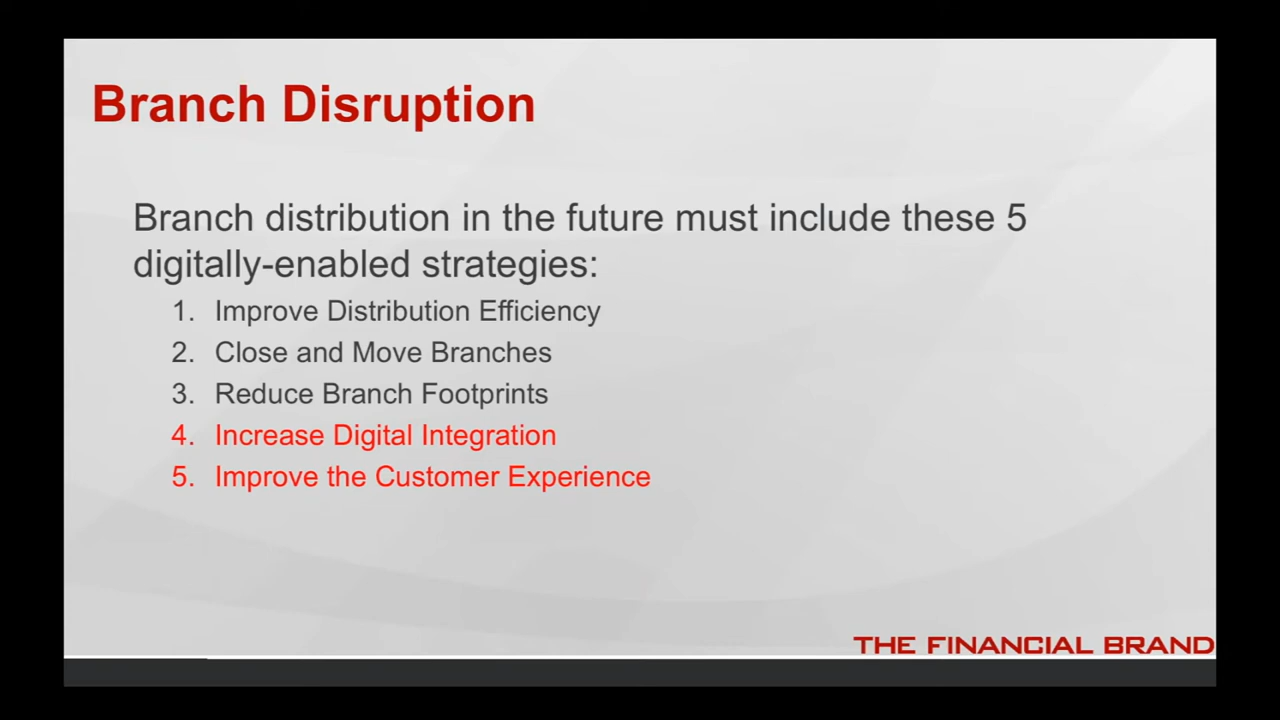 Branch Disruption
Branch distribution in the future must include these 5
digitally-enabled strategies:
1. Improve Distribution Efficiency
2. Close and Move Branches
3. Reduce Branch Footprints
4. Increase Digital Integration
5. Improve the Customer Experience
THE FINANCIAL BRAND